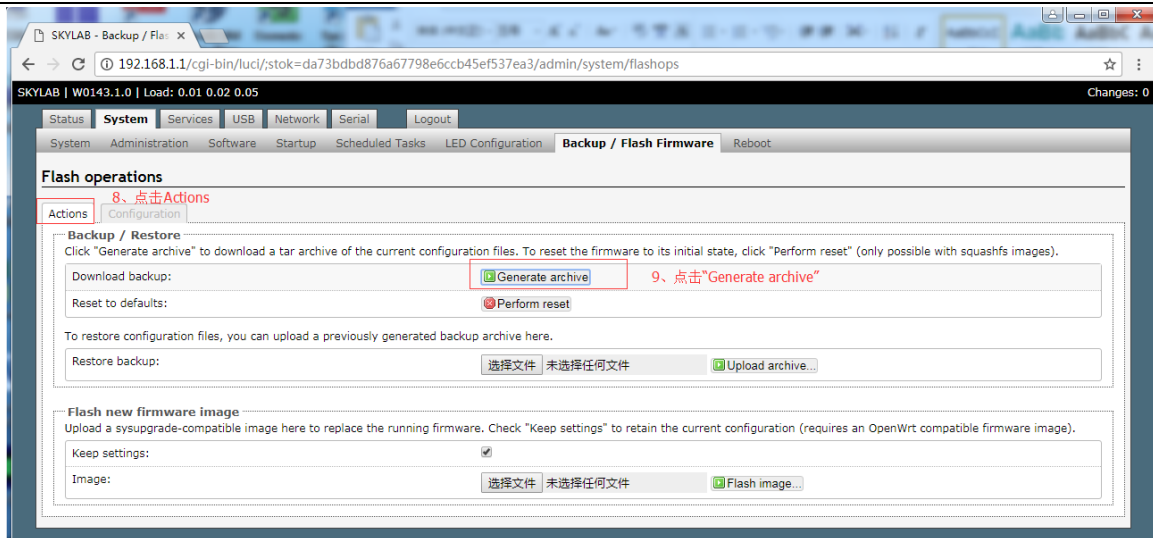 SKYLAB - Backup / Flas
192.168.1.1/cgi-bin/luci/;stok=da73bdbd876a67798e6ccb45ef537ea3/admin/system/flashops
SKYLAB | W0143.1.0 | Load: 0.01 0.02 0.05 Changes: 0
Status System Services USB Network Serial Logout
System Administration Software Startup Scheduled Tasks LED Configuration Backup / Flash Firmware Reboot
Flash operations
8、点击Actions
Actions Configuration
Backup / Restore
Click "Generate archive" to download a tar archive of the current configuration files. To reset the firmware to its initial state, click "Perform reset" (only possible with squashfs images).
Download backup: Generate archive 9、点击“Generate archive”
Reset to defaults: Perform reset
To restore configuration files, you can upload a previously generated backup archive here.
Restore backup: 选择文件 未选择任何文件 Upload archive...
Flash new firmware image
Upload a sysupgrade-compatible image here to replace the running firmware. Check "Keep settings" to retain the current configuration (requires an OpenWrt compatible firmware image).
Keep settings:
Image: 选择文件 未选择任何文件 Flash image...